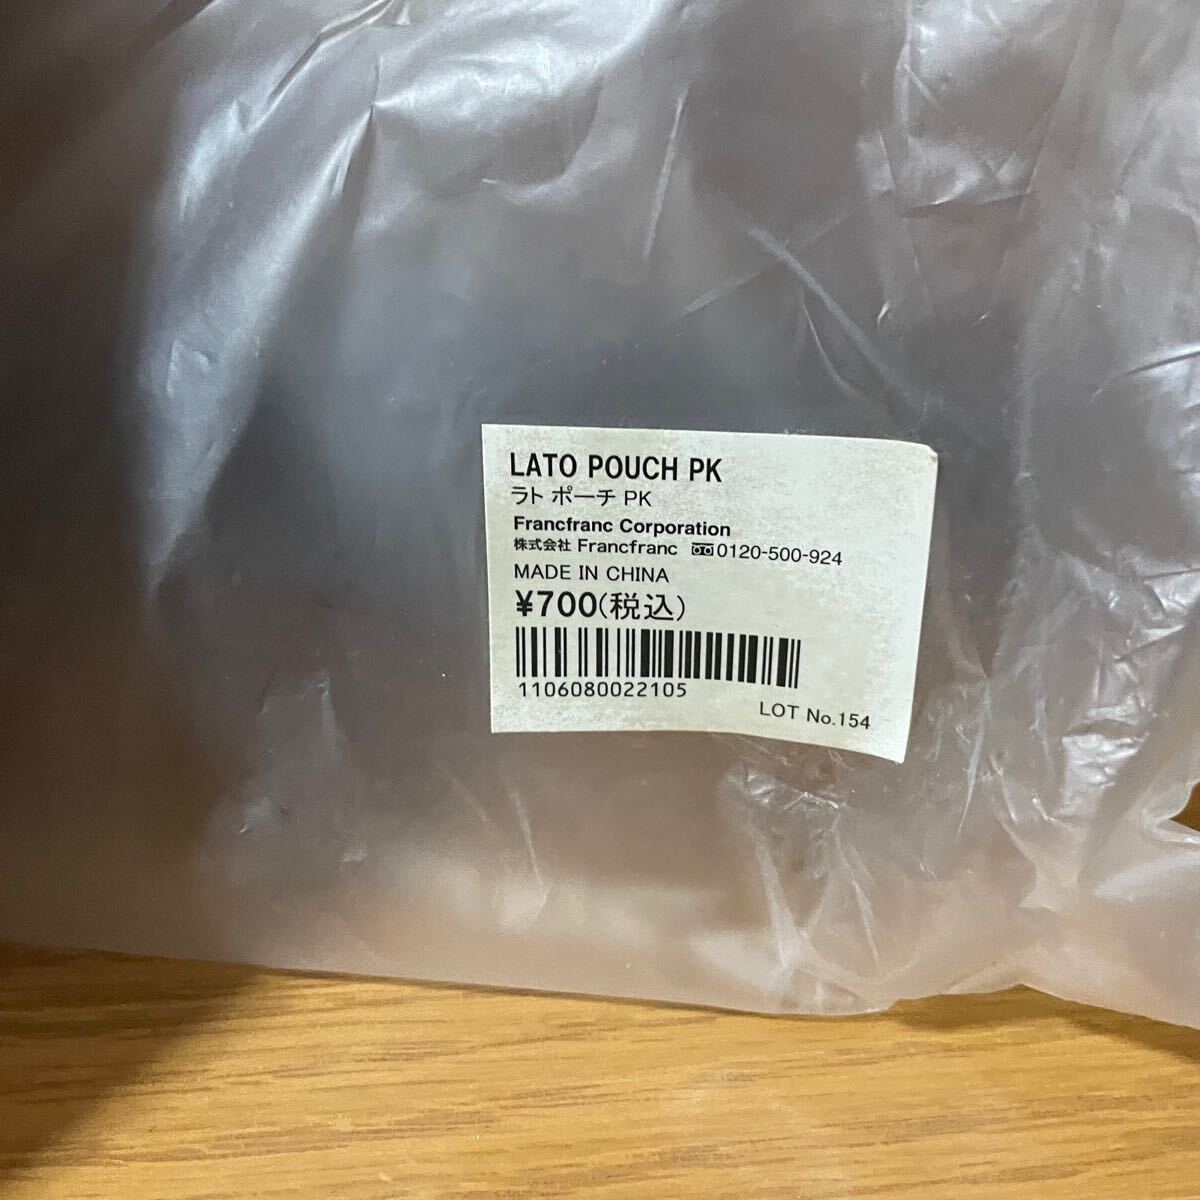 LATO POUCH PK
ラト ポーチ PK
Francfranc Corporation
株式会社 Francfranc 0120-500-924
MADE IN CHINA
¥700(税込)
1106080022105
LOT No.154